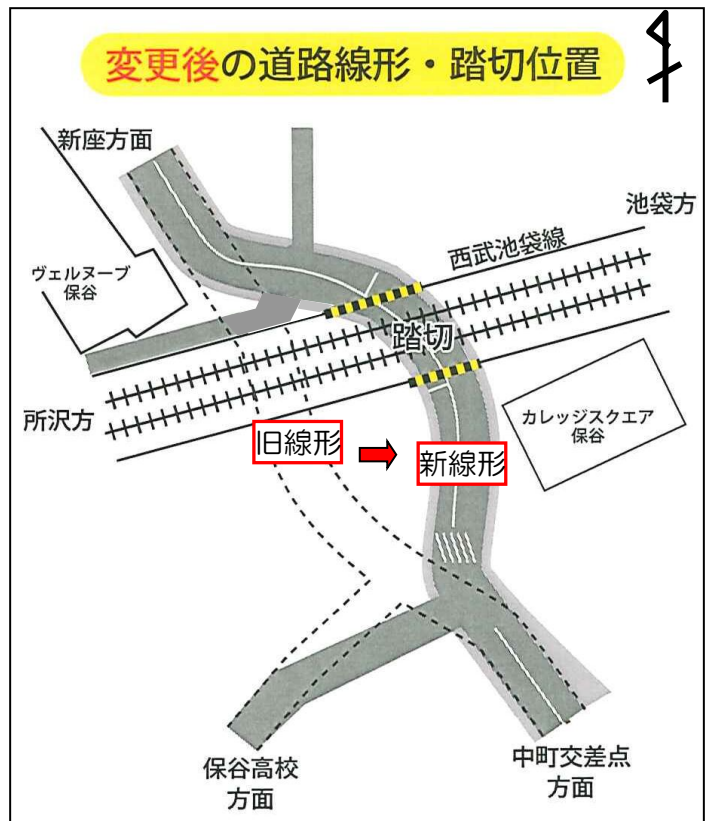 変更後の道路線形・踏切位置
新座方面
池袋方
西武池袋線
ヴェルヌーブ
保谷
踏切
所沢方
カレッジスクエア
保谷
旧線形
新線形
保谷高校
方面
中町交差点
方面